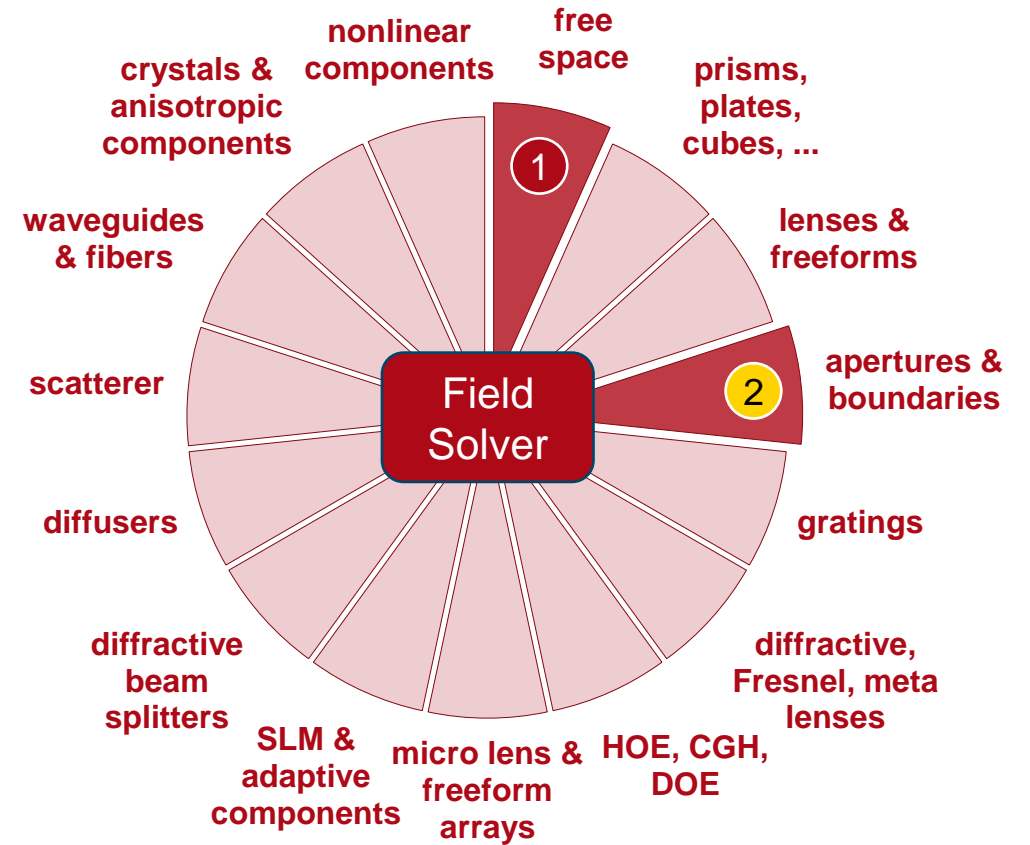 free
space
prisms,
plates,
cubes, ...
lenses &
freeforms
apertures &
boundaries
gratings
diffractive,
Fresnel, meta
lenses
HOE, CGH,
DOE
micro lens &
freeform
arrays
SLM &
adaptive
components
diffractive
beam
splitters
diffusers
scatterer
waveguides
& fibers
crystals &
anisotropic
components
nonlinear
components
1
2
Field
Solver